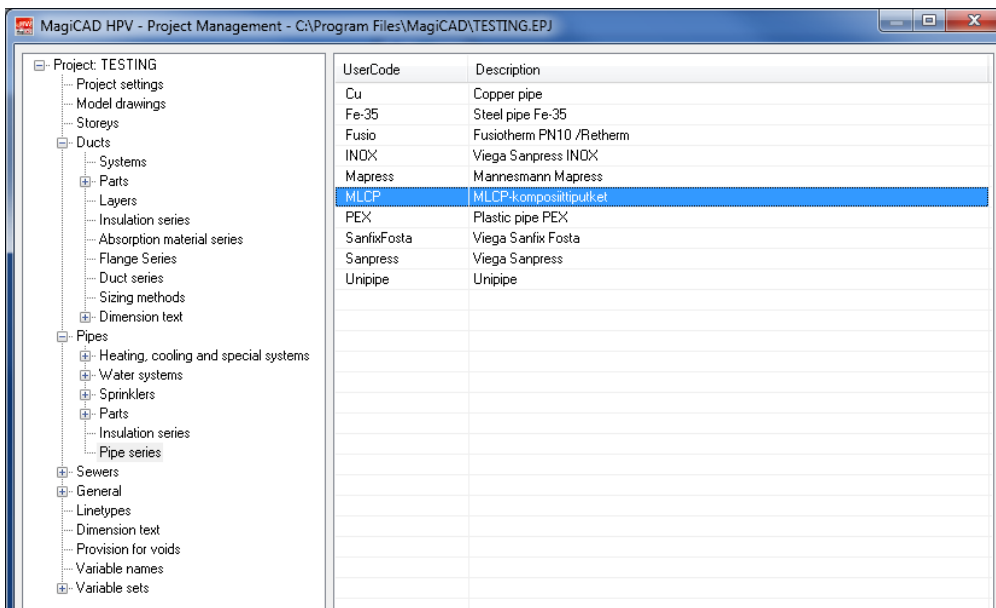 MagiCAD HPV - Project Management - C:\Program Files\MagiCAD\TESTING.EPJ
Project: TESTING
Project settings
Model drawings
Storeys
Ducts
Systems
Parts
Layers
Insulation series
Absorption material series
Flange Series
Duct series
Sizing methods
Dimension text
Pipes
Heating, cooling and special systems
Water systems
Sprinklers
Parts
Insulation series
Pipe series
Sewers
General
Linetypes
Dimension text
Provision for voids
Variable names
Variable sets
UserCode Description
Cu Copper pipe
Fe-35 Steel pipe Fe-35
Fusio Fusiotherm PN10 /Retherm
INOX Viega Sanpress INOX
Mapress Mannesmann Mapress
MLCP MLCP-komposiittiputket
PEX Plastic pipe PEX
SanfixFosta Viega Sanfix Fosta
Sanpress Viega Sanpress
Unipipe Unipipe